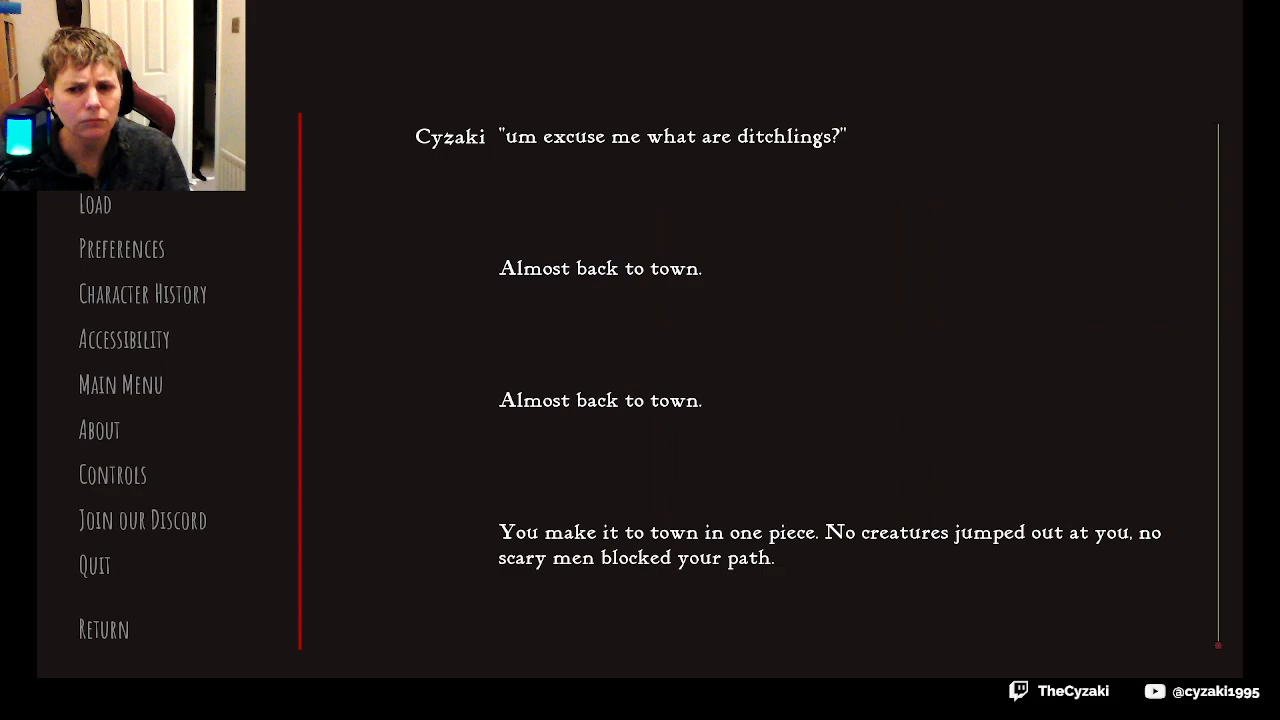 Cyzaki "um excuse me what are ditchlings?"
Load
Preferences
Almost back to town.
Character History
Accessibility
Main Menu
Almost back to town.
About
Controls
Join our Discord
You make it to town in one piece. No creatures jumped out at you, no
scary men blocked your path.
Quit
Return
TheCyzaki
@cyzaki1995